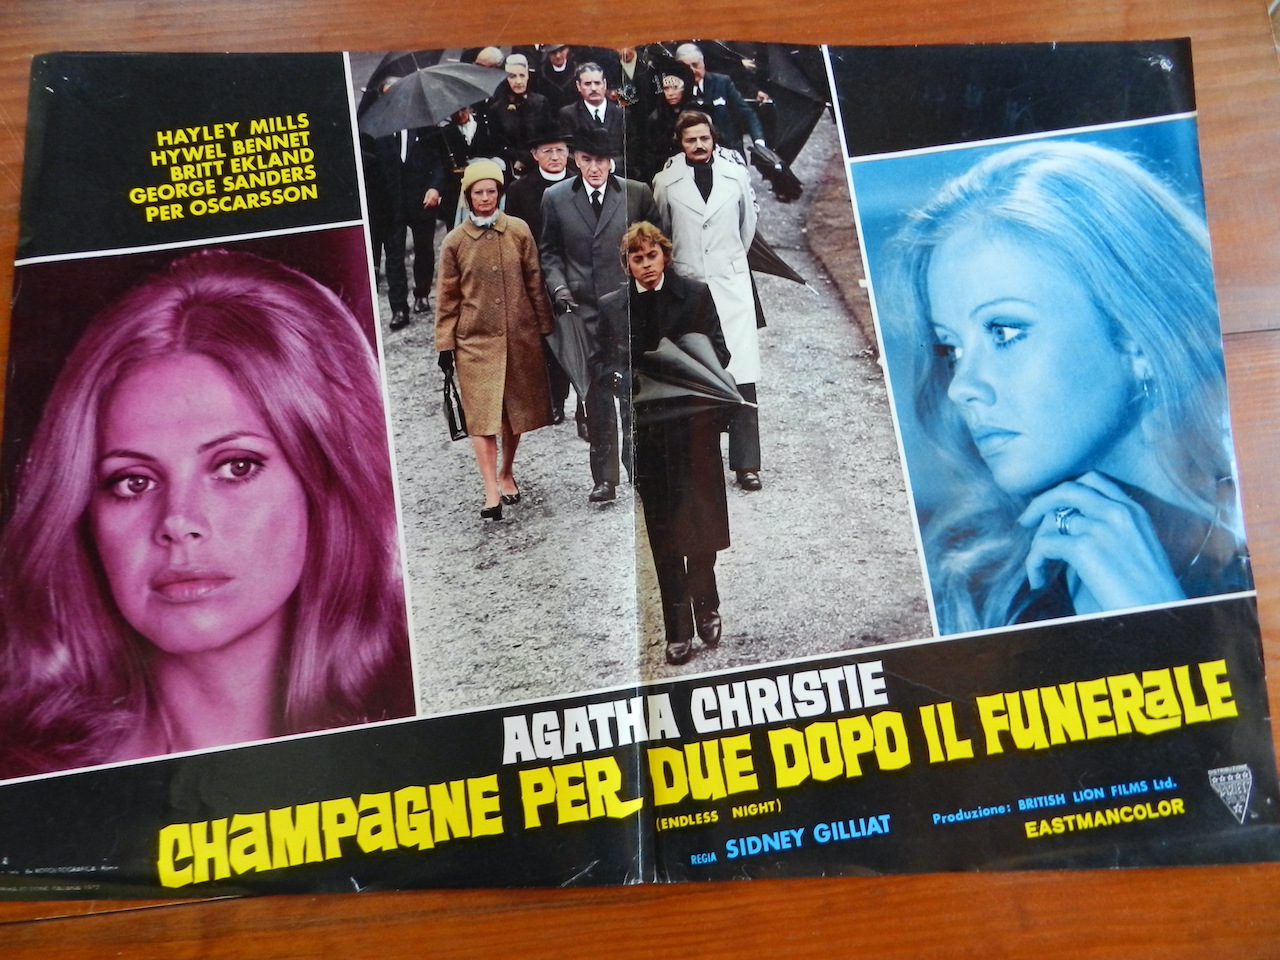 HAYLEY MILLS
HYWEL BENNET
BRITT EKLAND
GEORGE SANDERS
PER OSCARSSON
AGATHA CHRISTIE
CHAMPAGNE PER DUE DOPO IL FUNERALE
(ENDLESS NIGHT)
REGIA SIDNEY GILLIAT
Produzione: BRITISH LION FILMS Ltd.
EASTMANCOLOR
DISTRIBUZIONE